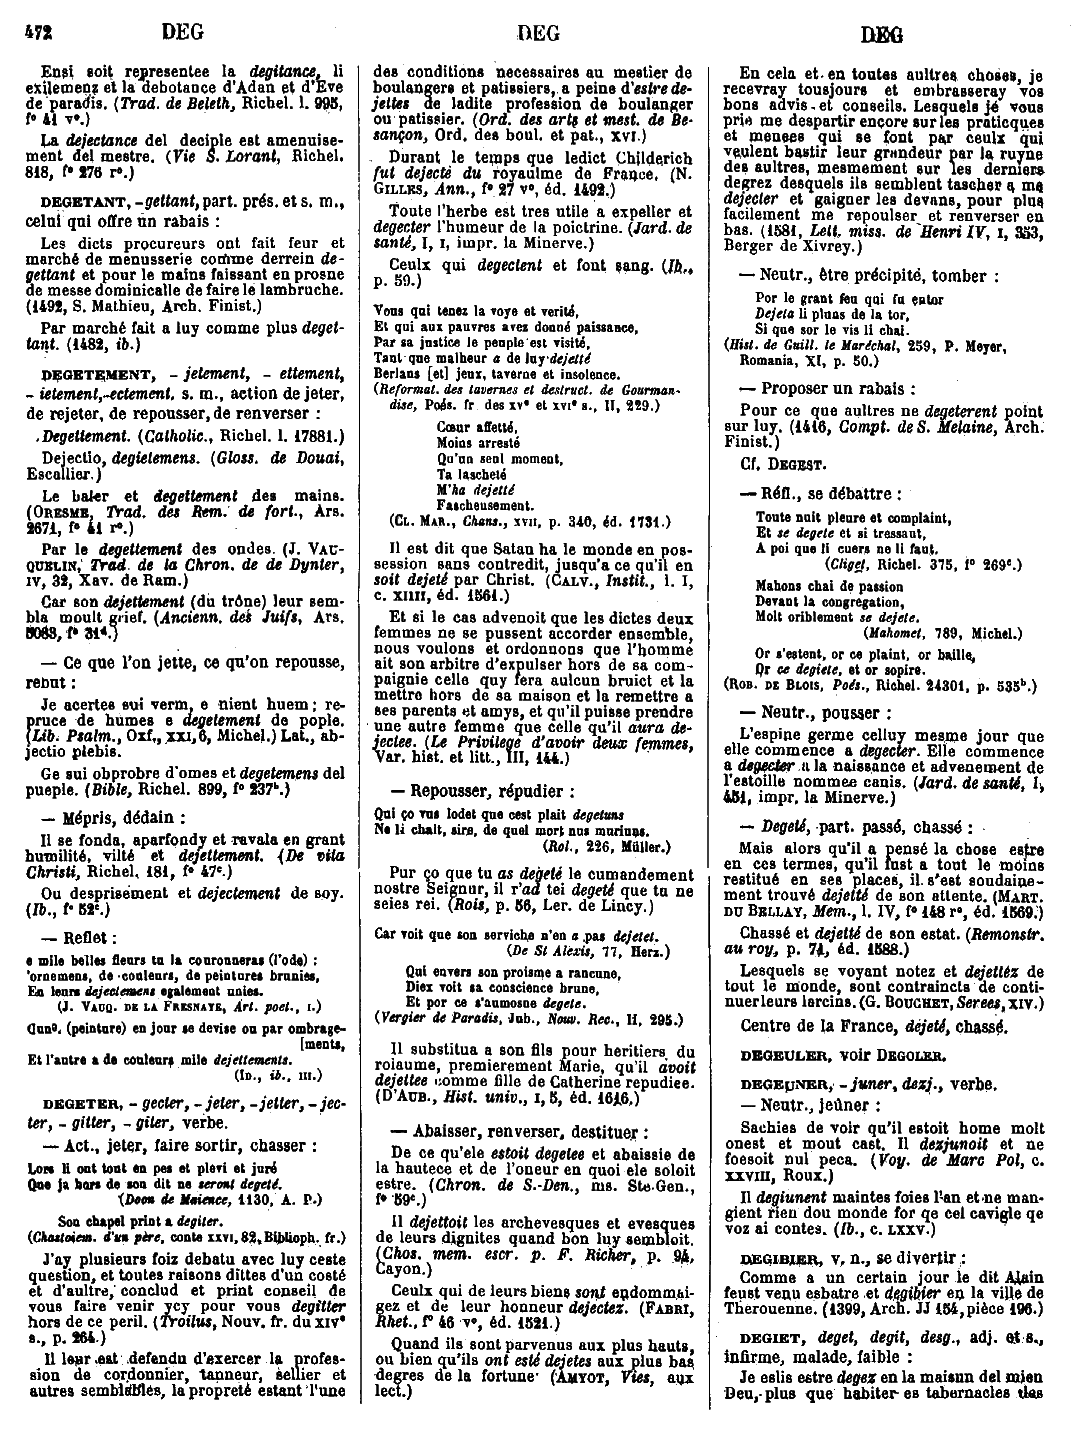 472 DEG DEG DEG
Ensi soit representee la degitance, li
exilemenz et la debotance d'Adan et d'Eve
de paradis. (Trad. de Beleth, Richel. l. 995,
f° 41 v°.)
La dejectance del deciple est amenuise-
ment del mestre. (Vie S. Lorant, Richel.
818, f° 276 r°.)
DEGETANT, -gettant, part. prés. et s. m.,
celui qui offre un rabais :
Les dicts procureurs ont fait feur et
marché de menusserie comme derrein de-
gettant et pour le mains faissant en prosne
de messe dominicalle de faire le lambruche.
(1492, S. Mathieu, Arch. Finist.)
Par marché fait a luy comme plus deget-
tant. (1482, ib.)
DEGETEMENT, - jetement, - ettement,
- ietement,-ectement, s. m., action de jeter,
de rejeter, de repousser, de renverser :
Degettement. (Catholic., Richel. l. 17881.)
Dejectio, degietemens. (Gloss. de Douai,
Escallier.)
Le baler et degettement des mains.
(ORESME, Trad. des Rem. de fort., Ars.
2671, f° 41 r°.)
Par le degettement des ondes. (J. VAU-
QUELIN, Trad. de la Chron. de de Dynter,
IV, 32, Xav. de Ram.)
Car son dejettement (du trône) leur sem-
bla moult grief. (Ancienn. des Juifs, Ars.
5083, f° 31ᵈ.)
— Ce que l'on jette, ce qu'on repousse,
rebut :
Je acertes sui verm, e nient huem ; re-
pruce de humes e degetement de pople.
(Lib. Psalm., Oxf., XXI, 6, Michel.) Lat., ab-
jectio plebis.
Ge sui obprobre d'omes et degetemens del
pueple. (Bible, Richel. 899, f° 237ᵇ.)
— Mépris, dédain :
Il se fonda, aparfondy et ravala en grant
humilité, vilté et dejettement. (De vita
Christi, Richel. 181, f° 47ᶜ.)
Ou desprisement et dejectement de soy.
(Ib., f° 52ᶜ.)
— Reflet :
e mile belles fleurs tu la couronneras (l'ode) :
'ornemens, de couleurs, de peintures brunies,
En leurs dejectemens egalement unies.
(J. VAUQ. DE LA FRESNAYE, Art. poet., I.)
Quand. (peinture) en jour se devise ou par ombrage-
[ments,
Et l'autre a de couleurs mile dejettements.
(ID., ib., III.)
DEGETER, - gecter, - jeter, -jetter, - jec-
ter, - gitter, - giter, verbe.
— Act., jeter, faire sortir, chasser :
Lors li ont tout en pes et plevi et juré
Que ja hors de son dit ne seront degeté.
(Doon de Maience, 1130, A. P.)
Son chapel print a degiter.
(Chastoiem. d'un père, conte XXVI, 82, Biblioph. fr.)
J'ay plusieurs foiz debatu avec luy ceste
question, et toutes raisons dittes d'un costé
et d'aultre, conclud et print conseil de
vous faire venir ycy pour vous degitter
hors de ce peril. (Troilus, Nouv. fr. du XIVᵉ
s., p. 264.)
Il leur est defendu d'exercer la profes-
sion de cordonnier, tanneur, sellier et
autres semblables, la propreté estant l'une
des conditions necessaires au mestier de
boulangers et patissiers, a peine d'estre de-
jettes de ladite profession de boulanger
ou patissier. (Ord. des arts et mest. de Be-
sançon, Ord. des boul. et pat., XVI.)
Durant le temps que ledict Childerich
fut dejecté du royaulme de France. (N.
GILLES, Ann., f° 27 v°, éd. 1492.)
Toute l'herbe est tres utile a expeller et
degecter l'humeur de la poictrine. (Jard. de
santé, I, I, impr. la Minerve.)
Ceulx qui degectent et font sang. (Ib.,
p. 59.)
Vous qui tenez la voye et verité,
Et qui aux pauvres avez donné paissance,
Par sa justice le peuple est visité,
Tant que malheur a de luy dejetté
Berlans [et] jeux, taverne et insolence.
(Reformat. des tavernes et destruct. de Gourman-
dise, Poés. fr. des XVᵉ et XVIᵉ s., II, 229.)
Cœur affetté,
Moins arresté
Qu'un seul moment,
Ta lascheté
M'ha dejetté
Fascheusement.
(CL. MAR., Chans., XVII, p. 340, éd. 1731.)
Il est dit que Satan ha le monde en pos-
session sans contredit, jusqu'a ce qu'il en
soit dejeté par Christ. (CALV., Instit., l. I,
c. XIIII, éd. 1561.)
Et si le cas advenoit que les dictes deux
femmes ne se pussent accorder ensemble,
nous voulons et ordonnons que l'homme
ait son arbitre d'expulser hors de sa com-
paignie celle quy fera aulcun bruict et la
mettre hors de sa maison et la remettre a
ses parents et amys, et qu'il puisse prendre
une autre femme que celle qu'il aura de-
jectee. (Le Privilege d'avoir deux femmes,
Var. hist. et litt., III, 144.)
— Repousser, répudier :
Qui ço vus lodet que cest plait degetuns
Ne li chalt, sire, de quel mort nus muriuns.
(Rol., 226, Müller.)
Pur ço que tu as degeté le cumandement
nostre Seignur, il r'ad tei degeté que tu ne
seies rei. (Rois, p. 56, Ler. de Lincy.)
Car voit que son serviche n'en a pas dejetet.
(De St Alexis, 77, Herz.)
Qui envers son proisme a rancune,
Diex voit sa conscience brune,
Et por ce s'aumosne degete.
(Vergier de Paradis, Jub., Nouv. Rec., II, 295.)
Il substitua a son fils pour heritiers du
roiaume, premierement Marie, qu'il avoit
dejettee comme fille de Catherine repudiee.
(D'AUB., Hist. univ., I, 5, éd. 1616.)
— Abaisser, renverser, destituer :
De ce qu'ele estoit degetee et abaissie de
la hautece et de l'oneur en quoi ele soloit
estre. (Chron. de S.-Den., ms. Ste-Gen.,
f° 59ᶜ.)
Il dejettoit les archevesques et evesques
de leurs dignites quand bon luy sembloit.
(Chos. mem. escr. p. F. Richer, p. 94,
Cayon.)
Ceulx qui de leurs biens sont endommai-
gez et de leur honneur dejectez. (FABRI,
Rhet., f° 46 v°, éd. 1521.)
Quand ils sont parvenus aux plus hauts,
ou bien qu'ils ont esté dejetes aux plus bas
degres de la fortune (AMYOT, Vies, aux
lect.)
En cela et en toutes aultres choses, je
recevray tousjours et embrasseray vos
bons advis et conseils. Lesquels je vous
prie me despartir encore sur les praticques
et menees qui se font par ceulx qui
veulent bastir leur grandeur par la ruyne
des aultres, mesmement sur les derniers
degrez desquels ils semblent tascher a me
dejecter et gaigner les devans, pour plus
facilement me repoulser et renverser en
bas. (1581, Lett. miss. de Henri IV, I, 353,
Berger de Xivrey.)
— Neutr., être précipité, tomber :
Por le grant feu qui fu entor
Dejeta li pluns de la tor,
Si que sor le vis li chai.
(Hist. de Guill. le Maréchal, 259, P. Meyer,
Romania, XI, p. 50.)
— Proposer un rabais :
Pour ce que aultres ne degeterent point
sur luy. (1416, Compt. de S. Melaine, Arch.
Finist.)
Cf. DEGEST.
— Réfl., se débattre :
Toute nuit pleure et complaint,
Et se degete et si tressaut,
A poi que li cuers ne li faut.
(Cliget, Richel. 375, f° 269ᶜ.)
Mahons chai de passion
Devant la congregation,
Molt oriblement se dejete.
(Mahomet, 789, Michel.)
Or s'estent, or ce plaint, or baille,
Or ce degiete, et or sopire.
(ROB. DE BLOIS, Poés., Richel. 24301, p. 535ᵇ.)
— Neutr., pousser :
L'espine germe celluy mesme jour que
elle commence a degecter. Elle commence
a degecter a la naissance et advenement de
l'estoille nommee canis. (Jard. de santé, I,
451, impr. la Minerve.)
— Degeté, part. passé, chassé :
Mais alors qu'il a pensé la chose estre
en ces termes, qu'il fust a tout le moins
restitué en ses places, il s'est soudaine-
ment trouvé dejetté de son attente. (MART.
DU BELLAY, Mem., l. IV, f° 148 r°, éd. 1569.)
Chassé et dejetté de son estat. (Remonstr.
au roy, p. 74, éd. 1588.)
Lesquels se voyant notez et dejettéz de
tout le monde, sont contraincts de conti-
nuer leurs larcins. (G. BOUCHET, Serees, XIV.)
Centre de la France, déjeté, chassé.
DEGEULER, voir DEGOLER.
DEGEUNER, - juner, dezj., verbe.
— Neutr., jeûner :
Sachies de voir qu'il estoit home molt
onest et mout cast. Il dezjunoit et ne
foesoit nul peca. (Voy. de Marc Pol, c.
XXVIII, Roux.)
Il degiunent maintes foies l'an et ne man-
gient rien dou monde for qe cel cavigle qe
voz ai contes. (Ib., c. LXXV.)
DEGIBIER, v. n., se divertir :
Comme a un certain jour le dit Alain
feust venu esbatre et degibier en la ville de
Therouenne. (1399, Arch. JJ 154, pièce 196.)
DEGIET, deget, degit, desg., adj. et s.,
infirme, malade, faible :
Je eslis estre degez en la maisun del mien
Deu, plus que habiter es tabernacles des